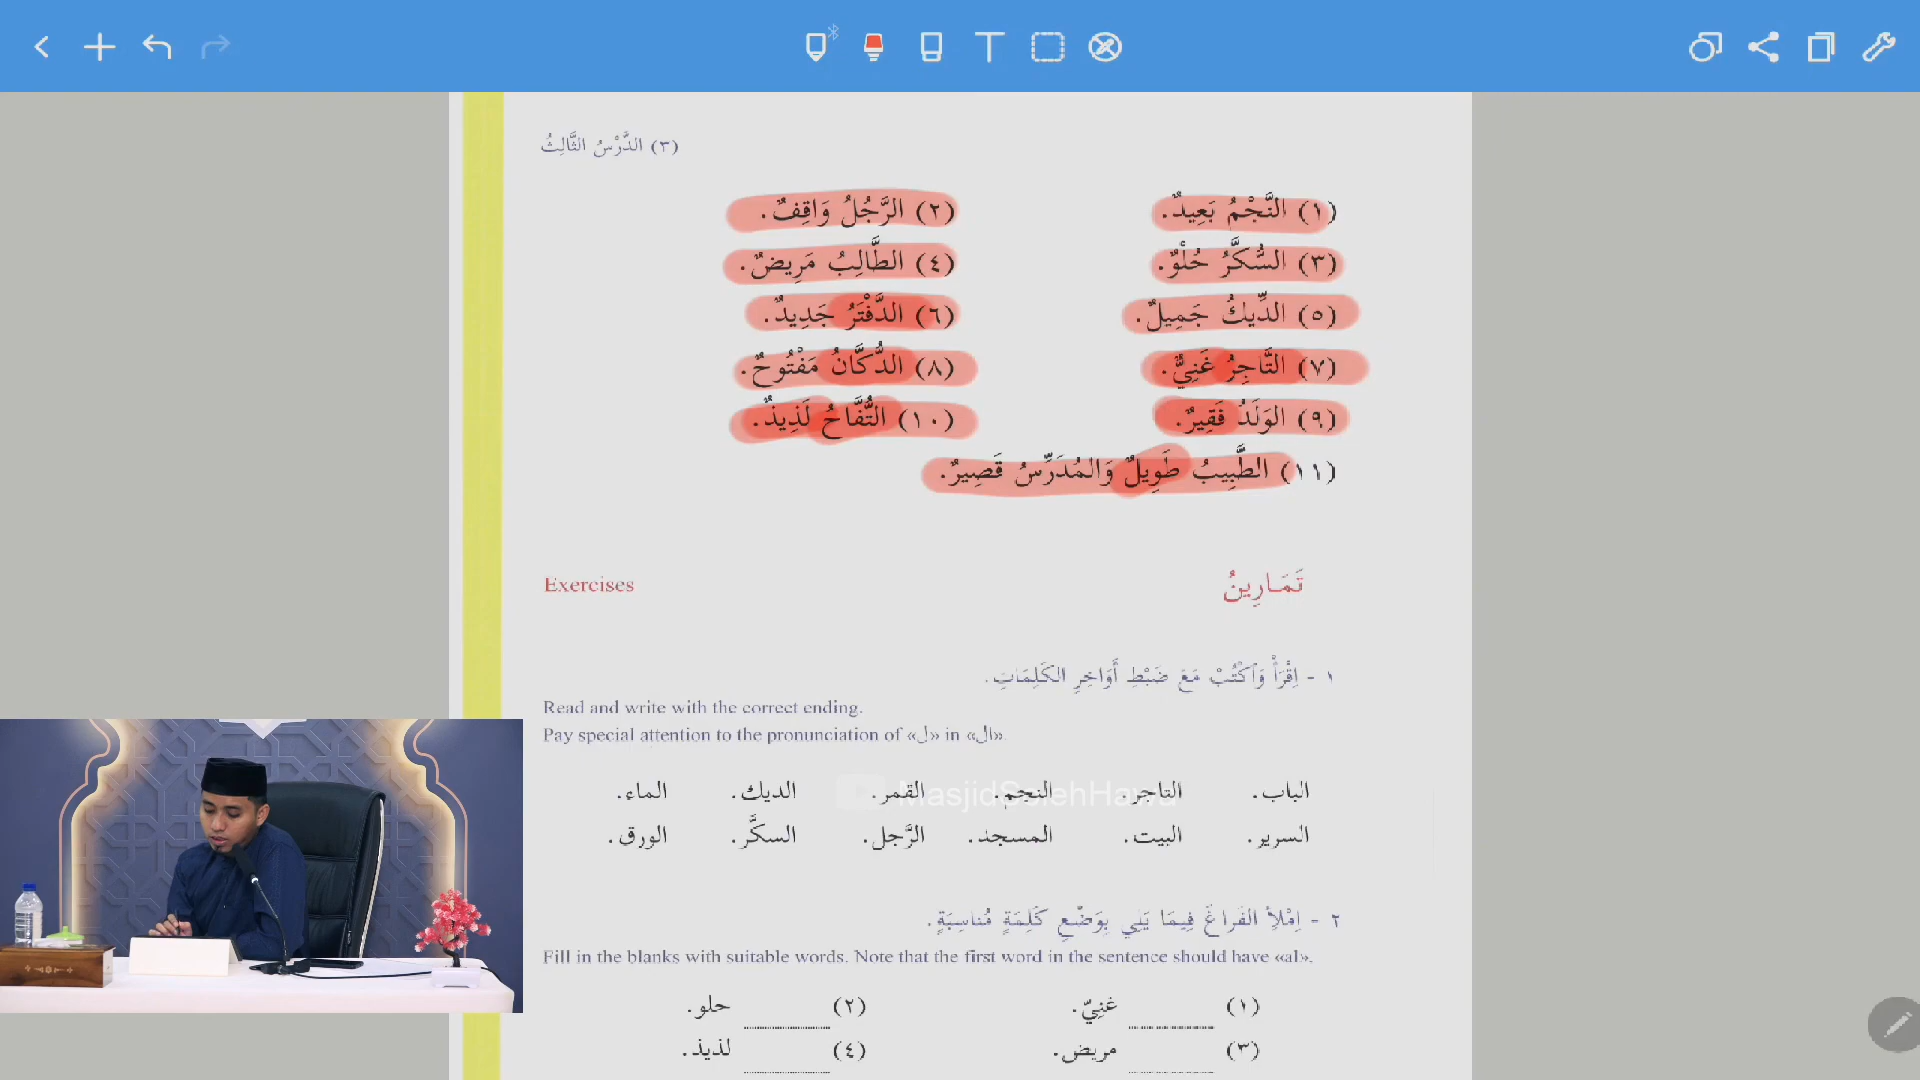 (٣) الدَّرْسُ الثَّالِثُ
(١) النَّجْمُ بَعِيدٌ. (٢) الرَّجُلُ وَاقِفٌ.
(٣) السُّكَّرُ حُلْوٌ. (٤) الطَّالِبُ مَرِيضٌ.
(٥) الدِّيكُ جَمِيلٌ. (٦) الدَّفْتَرُ جَدِيدٌ.
(٧) التَّاجِرُ غَنِيٌّ. (٨) الدُّكَّانُ مَفْتُوحٌ.
(٩) الوَلَدُ فَقِيرٌ. (١٠) التُّفَّاحُ لَذِيذٌ.
(١١) الطَّبِيبُ طَوِيلٌ وَالمُدَرِّسُ قَصِيرٌ.
Exercises تَمَارِينُ
١ - اِقْرَأْ وَاكْتُبْ مَعَ ضَبْطِ أَوَاخِرِ الكَلِمَاتِ.
Read and write with the correct ending.
Pay special attention to the pronunciation of «ل» in «ال».
الباب. التاجر. النجم. القمر. الديك. الماء.
MasjidSolehHawa
السرير. البيت. المسجد. الرَّجل. السكَّر. الورق.
٢ - اِمْلَأِ الفَراغَ فِيمَا يَلِي بِوَضْعِ كَلِمَةٍ مُناسِبَةٍ.
Fill in the blanks with suitable words. Note that the first word in the sentence should have «al».
(١) غنِيّ. (٢) حلو.
(٣) مريض. (٤) لذيذ.